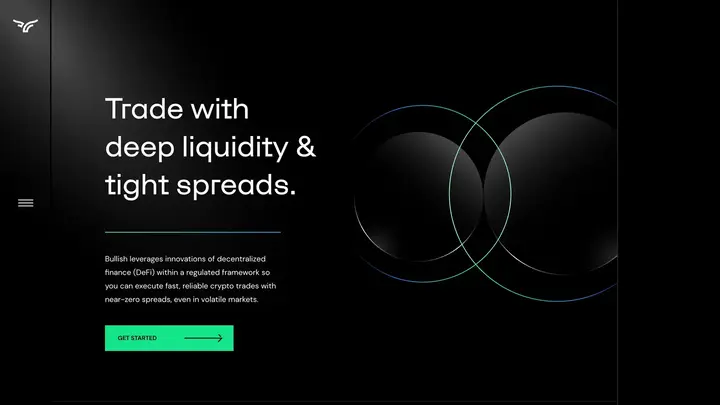 Trade with
deep liquidity &
tight spreads.
Bullish leverages innovations of decentralized
finance (DeFi) within a regulated framework so
you can execute fast, reliable crypto trades with
near-zero spreads, even in volatile markets.
GET STARTED